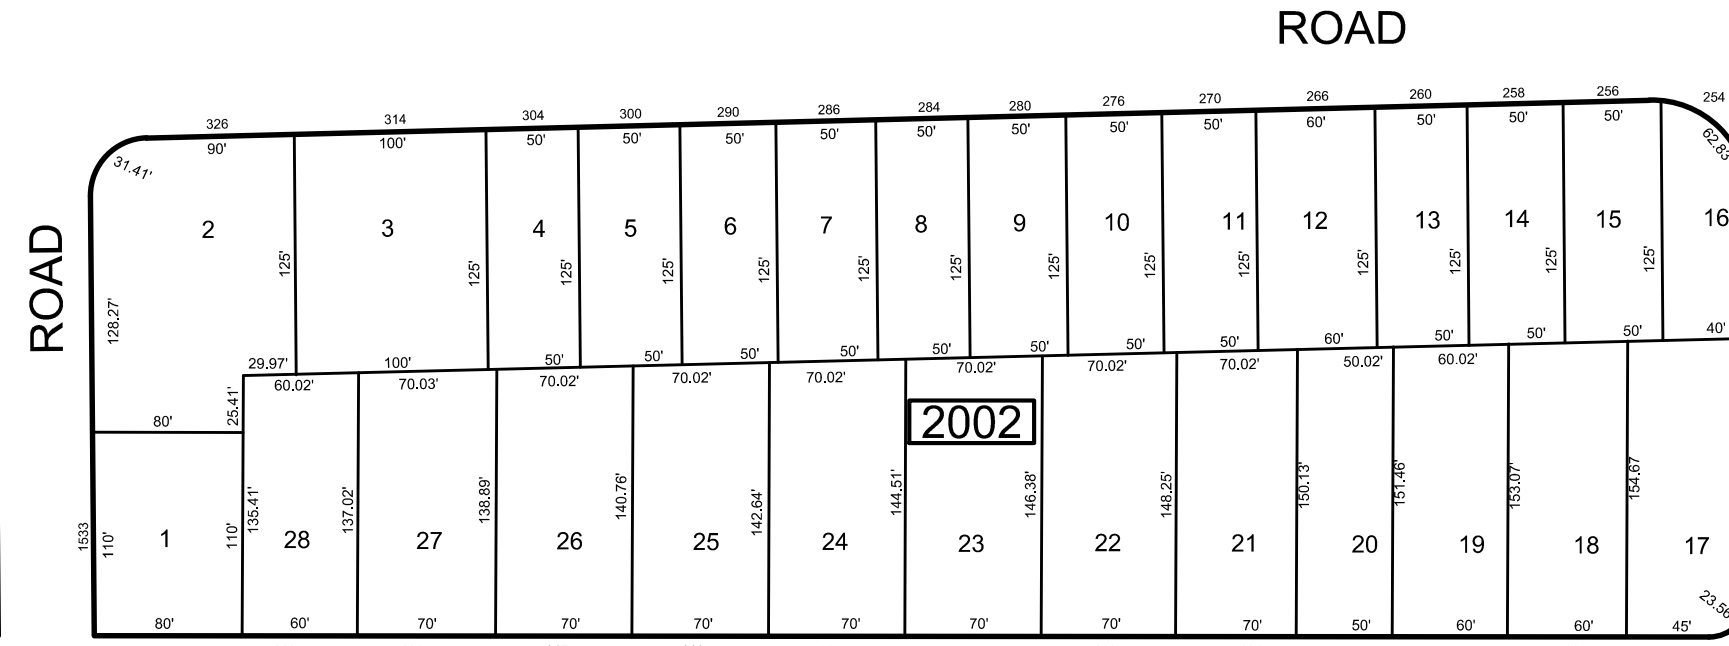 ROAD
326 314 304 300 290 286 284 280 276 270 266 260 258 256 254
90' 100' 50' 50' 50' 50' 50' 50' 50' 50' 60' 50' 50' 50'
31.41' 62.83
ROAD
2 3 4 5 6 7 8 9 10 11 12 13 14 15 16
128.27' 125' 125' 125' 125' 125' 125' 125' 125' 125' 125' 125' 125' 125' 125'
29.97' 100' 50' 50' 50' 50' 50' 50' 50' 50' 60' 50' 50' 50' 40'
60.02' 70.03' 70.02' 70.02' 70.02' 70.02' 70.02' 70.02' 50.02' 60.02'
80' 25.41'
2002
135.41' 137.02' 138.89' 140.76' 142.64' 144.51' 146.38' 148.25' 150.13' 151.46' 153.07' 154.67
1533 110' 1 110' 28 27 26 25 24 23 22 21 20 19 18 17
23.56
80' 60' 70' 70' 70' 70' 70' 70' 70' 50' 60' 60' 45'